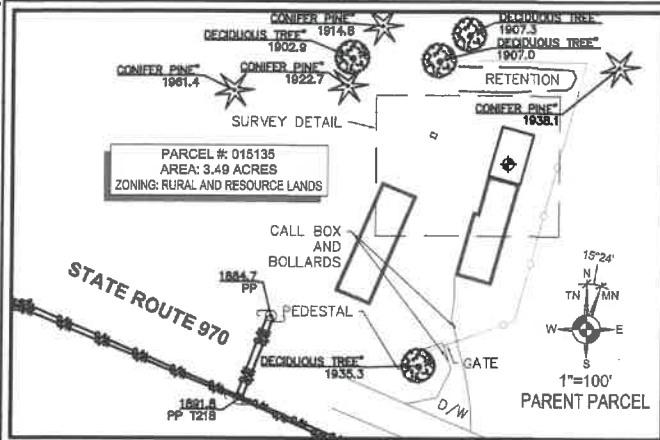 CONIFER PINE*
1914.8
DECIDUOUS TREE*
1902.9
DECIDUOUS TREE*
1907.3
DECIDUOUS TREE*
1907.0
CONIFER PINE*
1961.4
CONIFER PINE*
1922.7
RETENTION
CONIFER PINE*
1938.1
SURVEY DETAIL
PARCEL #: 015135
AREA: 3.49 ACRES
ZONING: RURAL AND RESOURCE LANDS
CALL BOX
AND
BOLLARDS
15°24'
N
TN
MN
W
E
S
STATE ROUTE 970
1884.7
PP
PEDESTAL
DECIDUOUS TREE*
1935.3
GATE
D/W
1891.8
PP T218
1"=100'
PARENT PARCEL